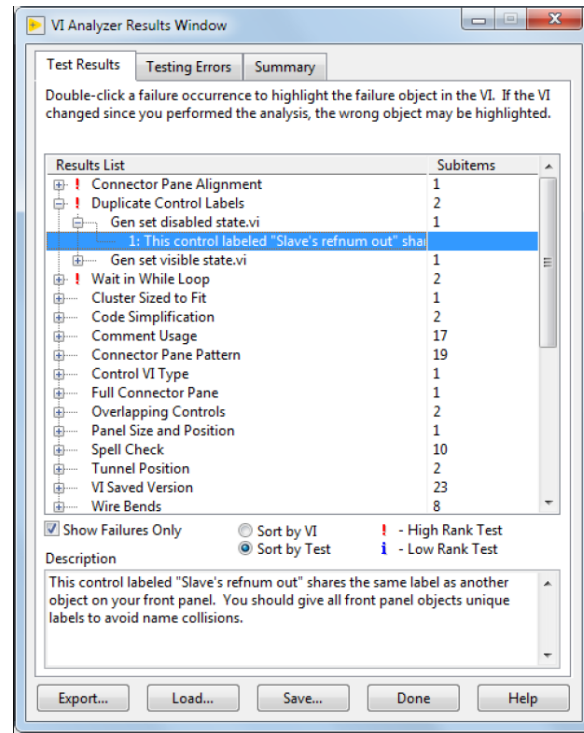 VI Analyzer Results Window
Test Results Testing Errors Summary
Double-click a failure occurrence to highlight the failure object in the VI. If the VI
changed since you performed the analysis, the wrong object may be highlighted.
Results List Subitems
! Connector Pane Alignment 1
! Duplicate Control Labels 2
Gen set disabled state.vi 1
1: This control labeled "Slave's refnum out" shar
Gen set visible state.vi 1
! Wait in While Loop 2
Cluster Sized to Fit 1
Code Simplification 2
Comment Usage 17
Connector Pane Pattern 19
Control VI Type 1
Full Connector Pane 1
Overlapping Controls 2
Panel Size and Position 1
Spell Check 10
Tunnel Position 2
VI Saved Version 23
Wire Bends 8
Show Failures Only Sort by VI ! - High Rank Test
Sort by Test i - Low Rank Test
Description
This control labeled "Slave's refnum out" shares the same label as another
object on your front panel. You should give all front panel objects unique
labels to avoid name collisions.
Export... Load... Save... Done Help